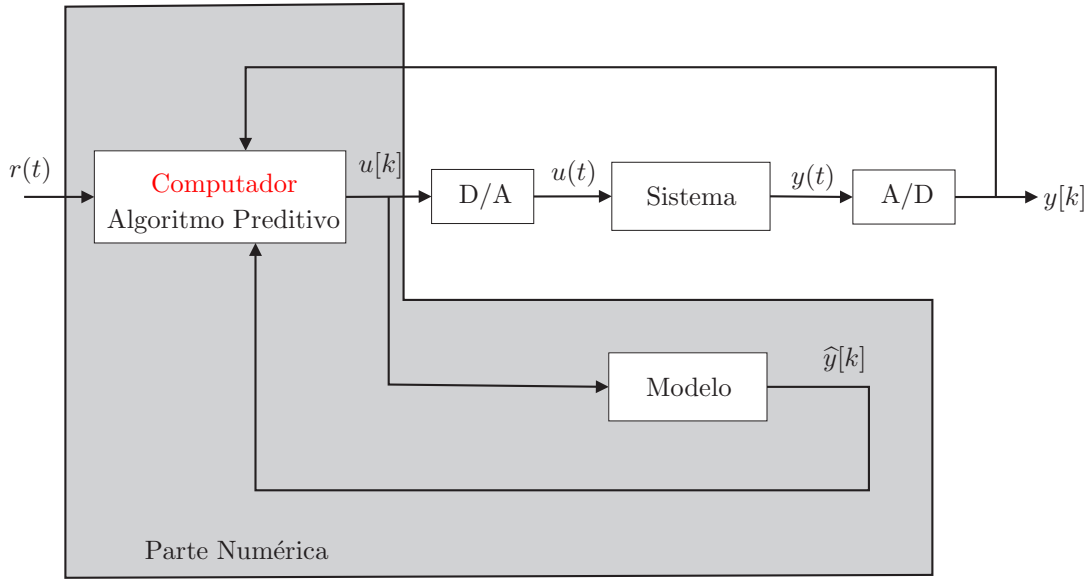 r(t)
Computador
Algoritmo Preditivo
u[k]
D/A
u(t)
Sistema
y(t)
A/D
y[k]
Modelo
ŷ[k]
Parte Numérica